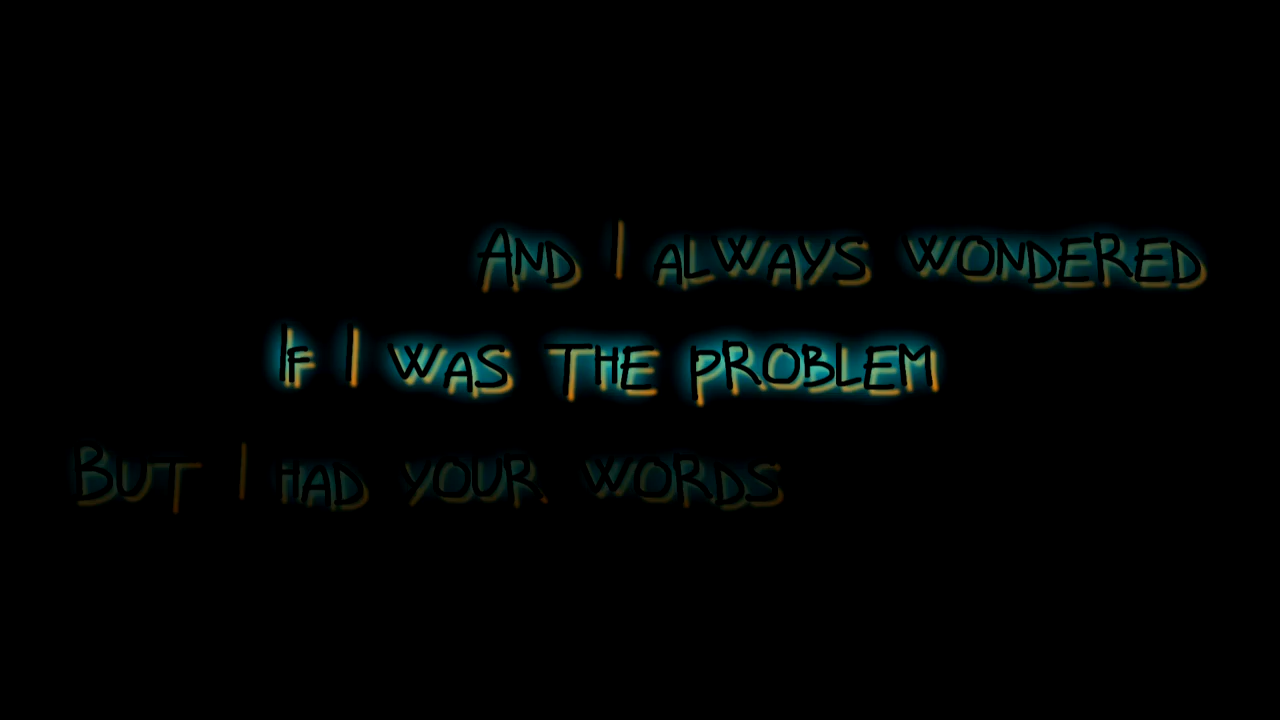 And I always wondered
If I was the problem
But I had your words